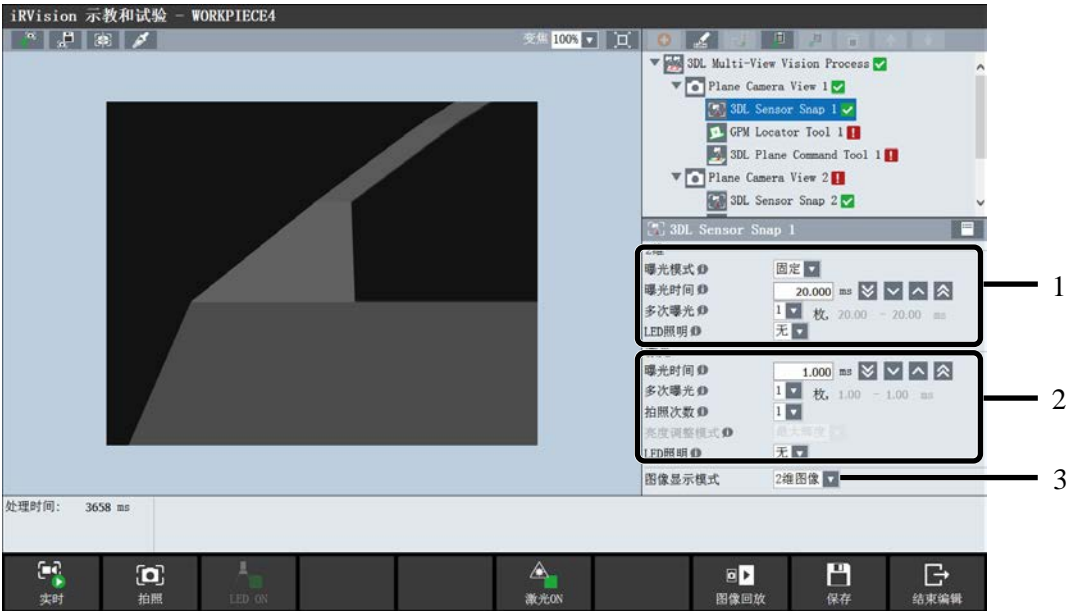 iRVision 示教和试验 - WORKPIECE4
变焦 100%
3DL Multi-View Vision Process
Plane Camera View 1
3DL Sensor Snap 1
GPM Locator Tool 1
3DL Plane Command Tool 1
Plane Camera View 2
3DL Sensor Snap 2
3DL Sensor Snap 1
曝光模式 固定
曝光时间 20.000 ms
多次曝光 1 枚, 20.00 - 20.00 ms
LED照明 无
1
曝光时间 1.000 ms
多次曝光 1 枚, 1.00 - 1.00 ms
拍照次数 1
亮度调整模式
LED照明 无
2
图像显示模式 2维图像
3
处理时间: 3658 ms
实时 拍照 LED ON 激光ON 图像回放 保存 结束编辑